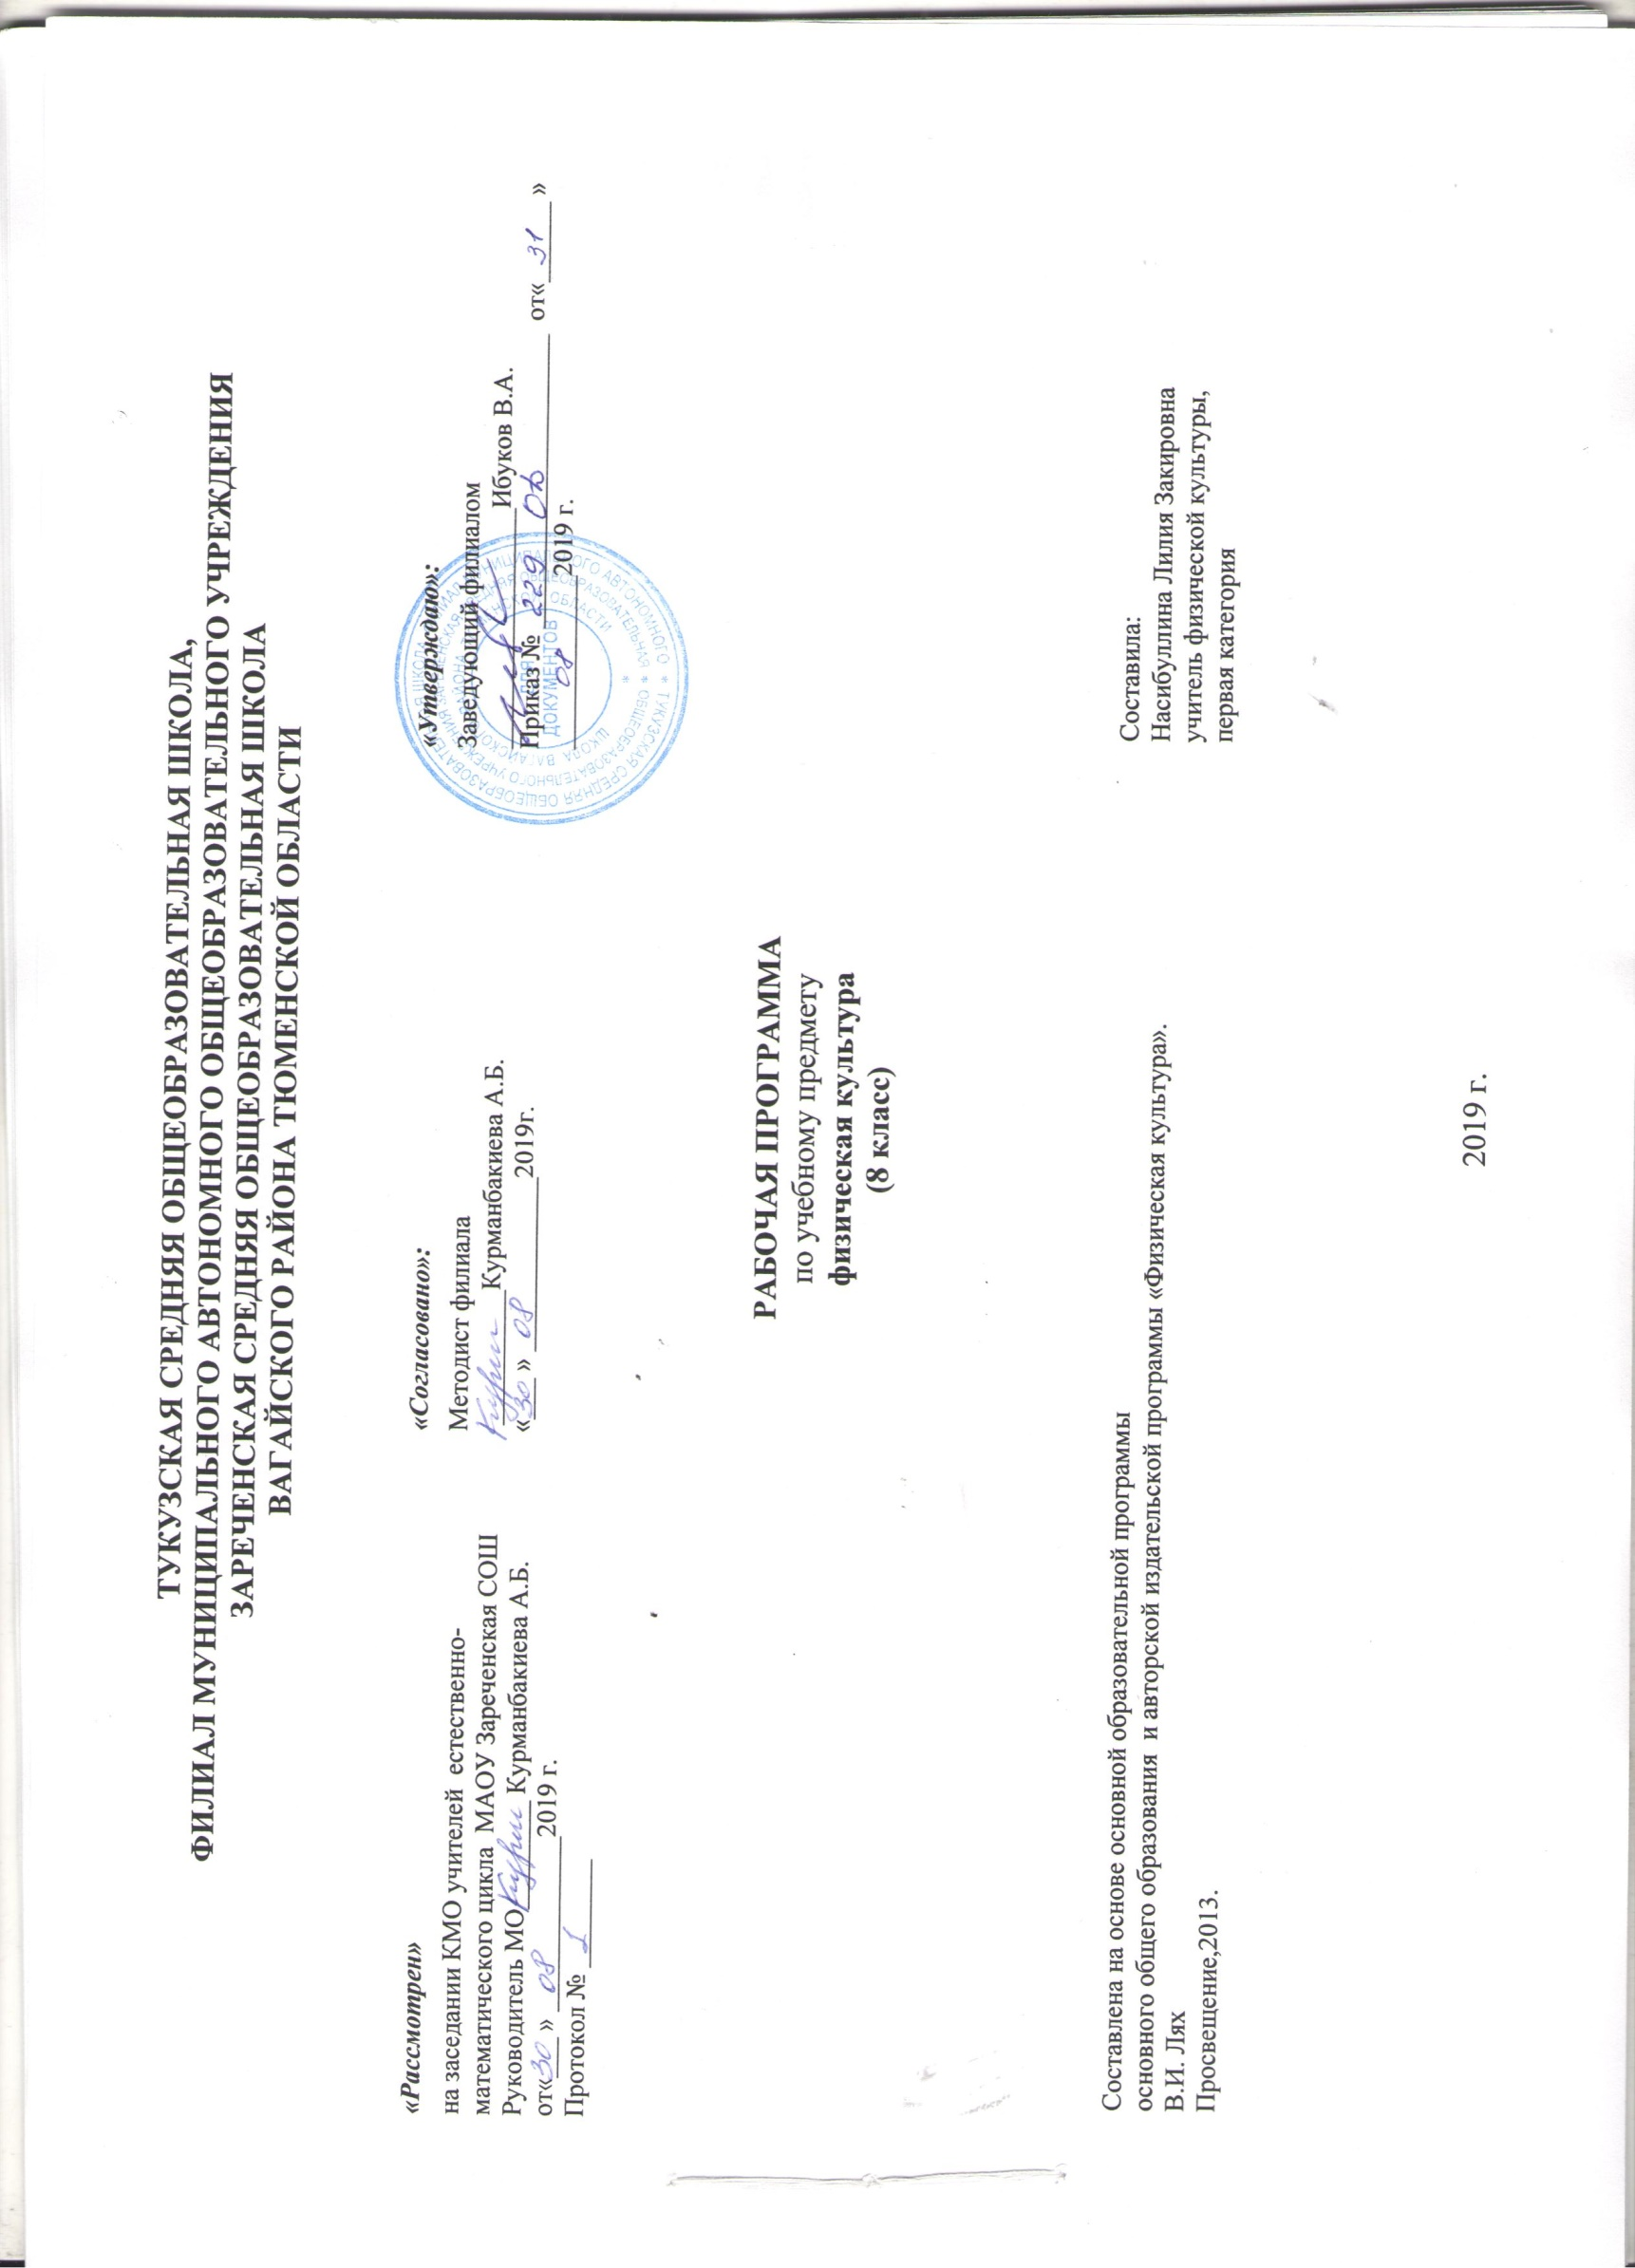 ТУКУЗСКАЯ СРЕДНЯЯ ОБЩЕОБРАЗОВАТЕЛЬНАЯ ШКОЛА,
ФИЛИАЛ МУНИЦИПАЛЬНОГО АВТОНОМНОГО ОБЩЕОБРАЗОВАТЕЛЬНОГО УЧРЕЖДЕНИЯ
ЗАРЕЧЕНСКАЯ СРЕДНЯЯ ОБЩЕОБРАЗОВАТЕЛЬНАЯ ШКОЛА
ВАГАЙСКОГО РАЙОНА ТЮМЕНСКОЙ ОБЛАСТИ
«Рассмотрен»
на заседании КМО учителей естественно-
математического цикла МАОУ Зареченская СОШ
Руководитель МО Курманбакиева А.Б.
от«30» 08 2019 г.
Протокол № 1
«Согласовано»:
Методист филиала
Курманбакиева А.Б.
«30» 08 2019г.
«Утверждаю»:
Заведующий филиалом
Ибуков В.А.
Приказ № 229 ОД от« 31 »
08 2019 г.
ДЛЯ
ДОКУМЕНТОВ
РАБОЧАЯ ПРОГРАММА
по учебному предмету
физическая культура
(8 класс)
Составлена на основе основной образовательной программы
основного общего образования и авторской издательской программы «Физическая культура».
В.И. Лях
Просвещение,2013.
Составила:
Насибуллина Лилия Закировна
учитель физической культуры,
первая категория
2019 г.